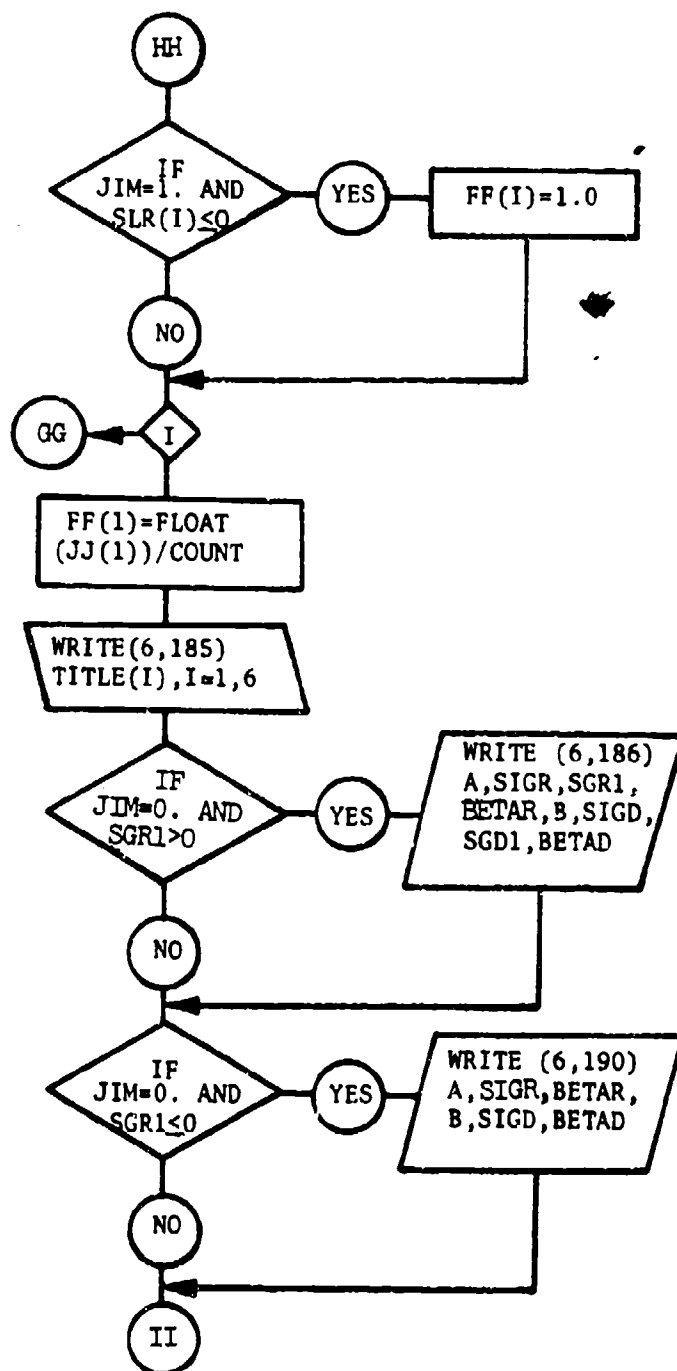 HH
IF
JIM=1. AND
SLR(I)≤0
YES
FF(I)=1.0
NO
GG
I
FF(1)=FLOAT
(JJ(1))/COUNT
WRITE(6,185)
TITLE(I),I=1,6
IF
JIM=0. AND
SGR1>0
YES
WRITE (6,186)
A,SIGR,SGR1,
BETAR,B,SIGD,
SGD1,BETAD
NO
IF
JIM=0. AND
SGR1≤0
YES
WRITE (6,190)
A,SIGR,BETAR,
B,SIGD,BETAD
NO
II